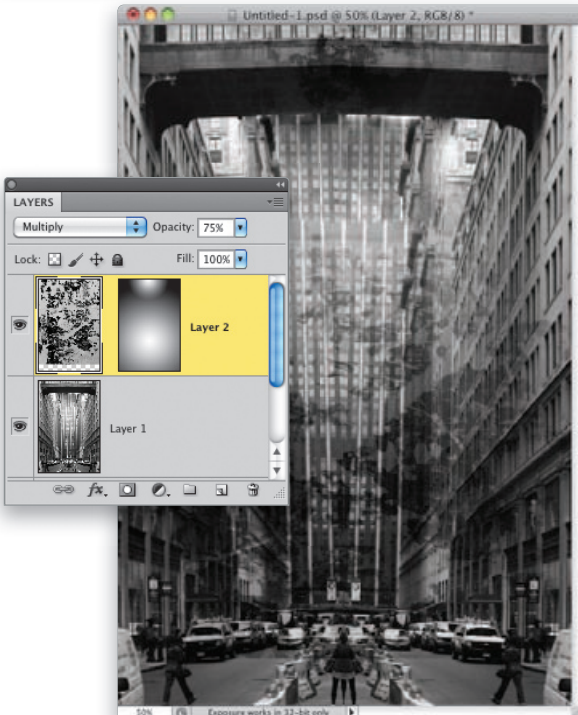 Untitled-1.psd @ 50% (Layer 2, RGB/8) *
LAYERS
Multiply Opacity: 75%
Lock: Fill: 100%
Layer 2
Layer 1
fx.
50% Exposure works in 32-bit only